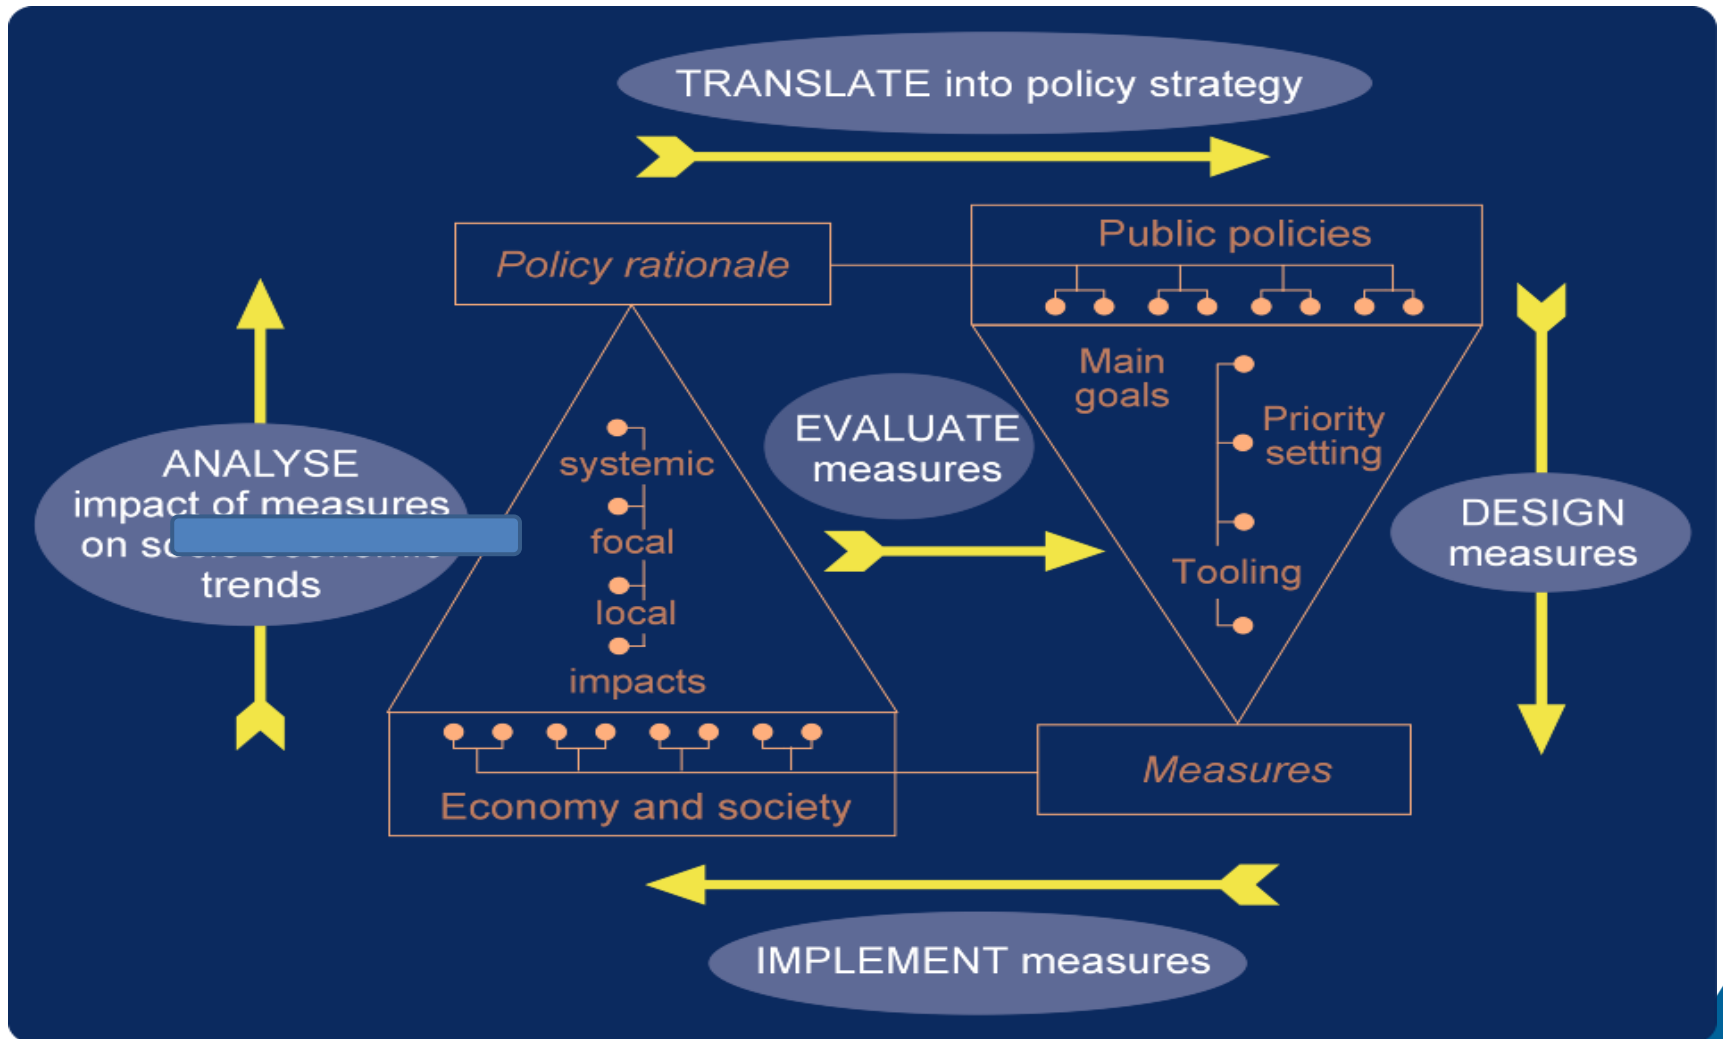 TRANSLATE into policy strategy
Policy rationale
Public policies
Main
goals
Priority
setting
Tooling
EVALUATE
measures
systemic
focal
local
impacts
ANALYSE
impact of measures
on
trends
DESIGN
measures
Economy and society
Measures
IMPLEMENT measures